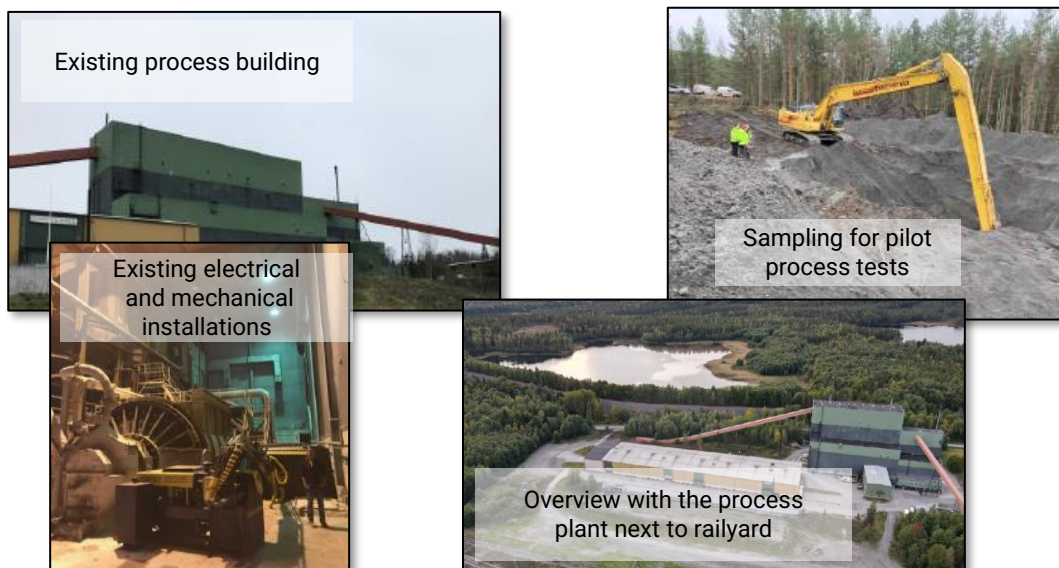 Existing process building
Sampling for pilot
process tests
Existing electrical
and mechanical
installations
Overview with the process
plant next to railyard